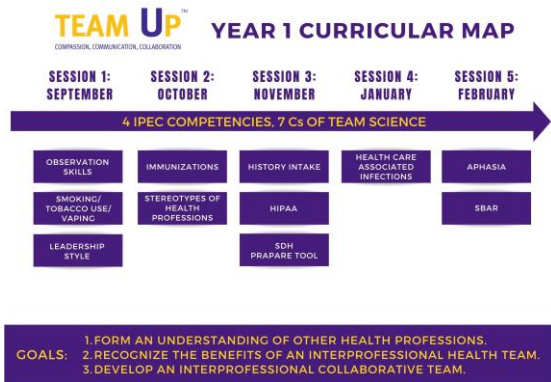 TEAM UP™
COMPASSION, COMMUNICATION, COLLABORATION
YEAR 1 CURRICULAR MAP
SESSION 1:
SEPTEMBER
SESSION 2:
OCTOBER
SESSION 3:
NOVEMBER
SESSION 4:
JANUARY
SESSION 5:
FEBRUARY
4 IPEC COMPETENCIES, 7 Cs OF TEAM SCIENCE
OBSERVATION
SKILLS
SMOKING/
TOBACCO USE/
VAPING
LEADERSHIP
STYLE
IMMUNIZATIONS
STEREOTYPES OF
HEALTH
PROFESSIONS
HISTORY INTAKE
HIPAA
SDH
PRAPARE TOOL
HEALTH CARE
ASSOCIATED
INFECTIONS
APHASIA
SBAR
GOALS:
1. FORM AN UNDERSTANDING OF OTHER HEALTH PROFESSIONS.
2. RECOGNIZE THE BENEFITS OF AN INTERPROFESSIONAL HEALTH TEAM.
3. DEVELOP AN INTERPROFESSIONAL COLLABORATIVE TEAM.